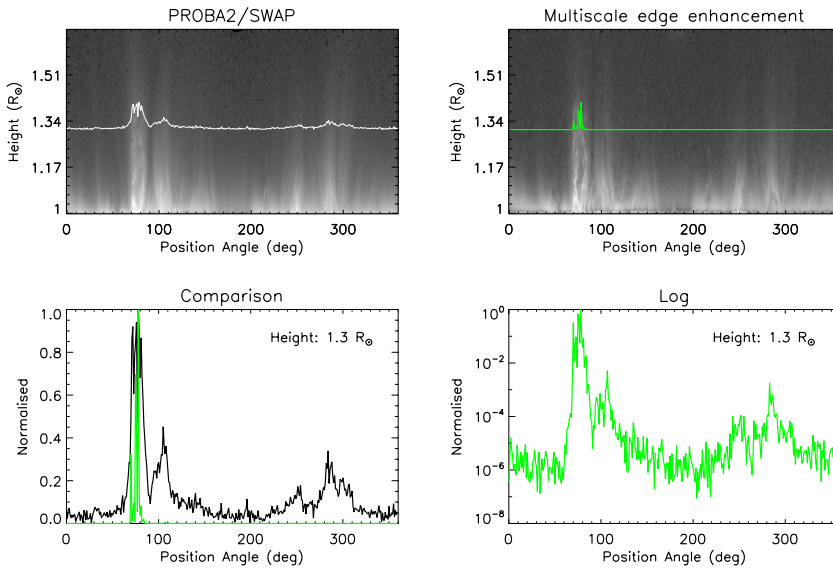 PROBA2/SWAP
Height (R☉)
1.51
1.34
1.17
1
0 100 200 300
Position Angle (deg)
Multiscale edge enhancement
Height (R☉)
1.51
1.34
1.17
1
0 100 200 300
Position Angle (deg)
Comparison
Height: 1.3 R☉
Normalised
1.0
0.8
0.6
0.4
0.2
0.0
0 100 200 300
Position Angle (deg)
Log
Height: 1.3 R☉
Normalised
10⁰
10⁻²
10⁻⁴
10⁻⁶
10⁻⁸
0 100 200 300
Position Angle (deg)